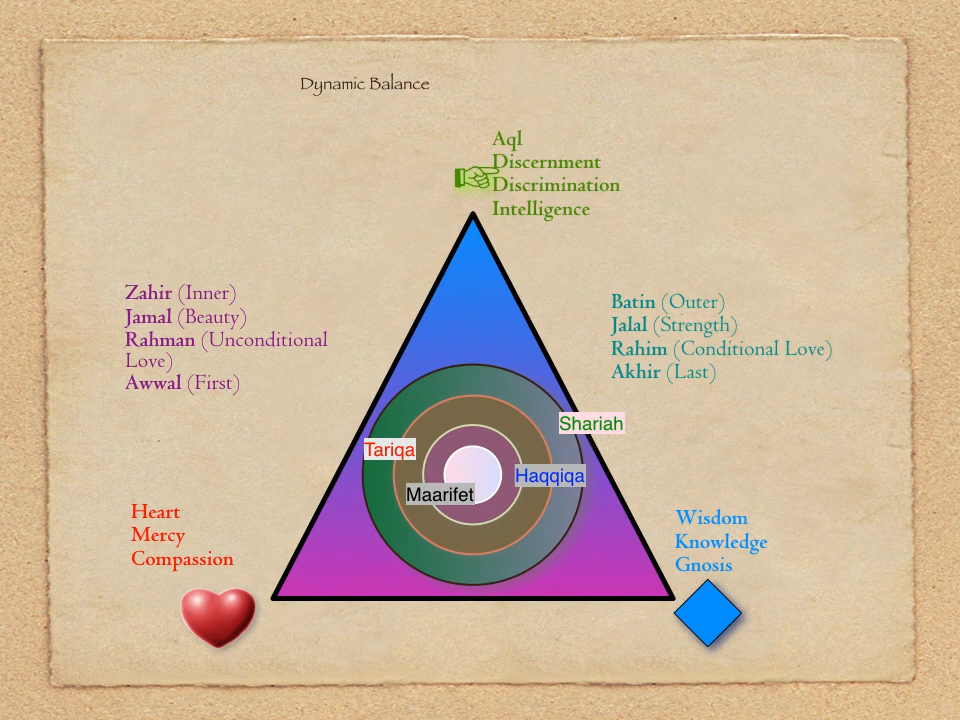 Dynamic Balance
Aql
Discernment
Discrimination
Intelligence
Zahir (Inner)
Jamal (Beauty)
Rahman (Unconditional
Love)
Awwal (First)
Batin (Outer)
Jalal (Strength)
Rahim (Conditional Love)
Akhir (Last)
Shariah
Tariqa
Haqqiqa
Maarifet
Heart
Mercy
Compassion
Wisdom
Knowledge
Gnosis